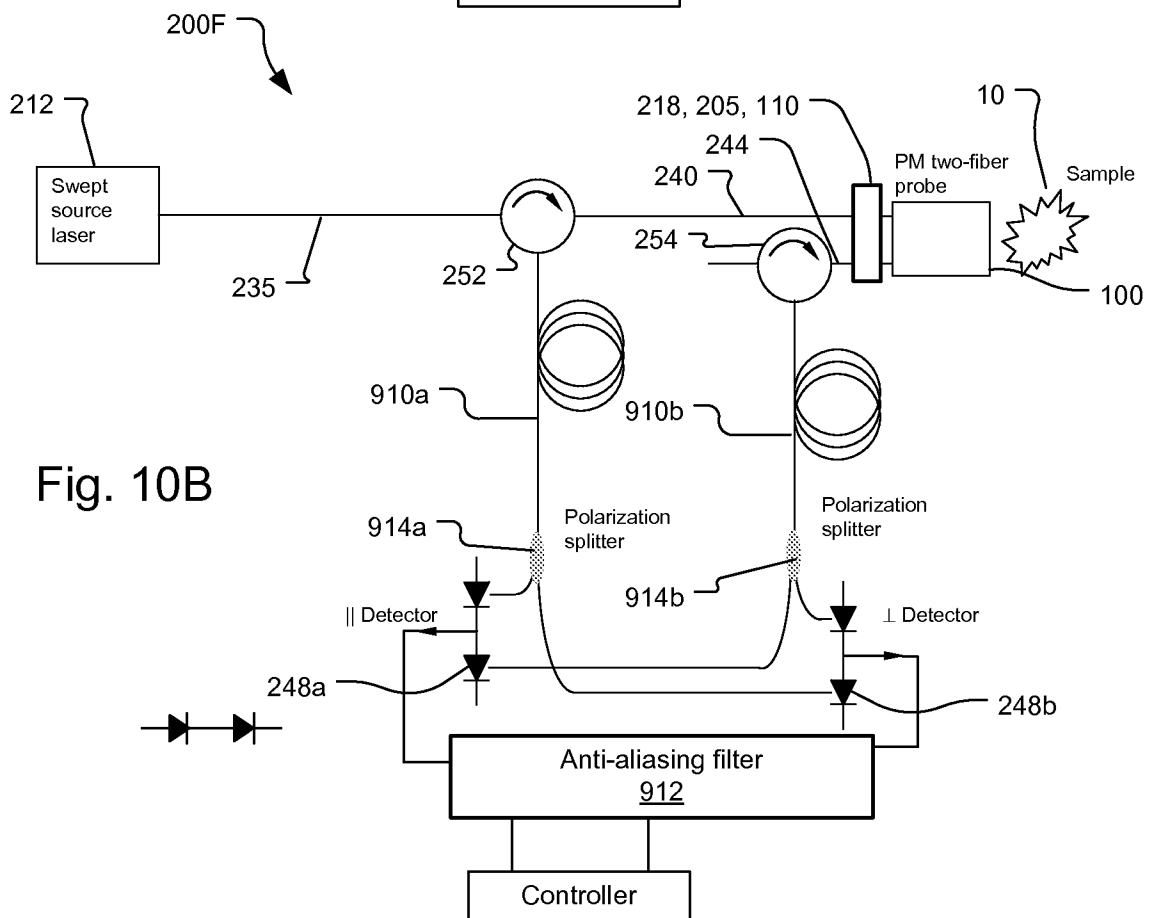 200F
212
218, 205, 110
10
244
Swept
source
laser
240
PM two-fiber
probe
Sample
254
235
252
100
910a
910b
Fig. 10B
914a
Polarization
splitter
Polarization
splitter
914b
|| Detector
⊥ Detector
248a
248b
Anti-aliasing filter
912
Controller